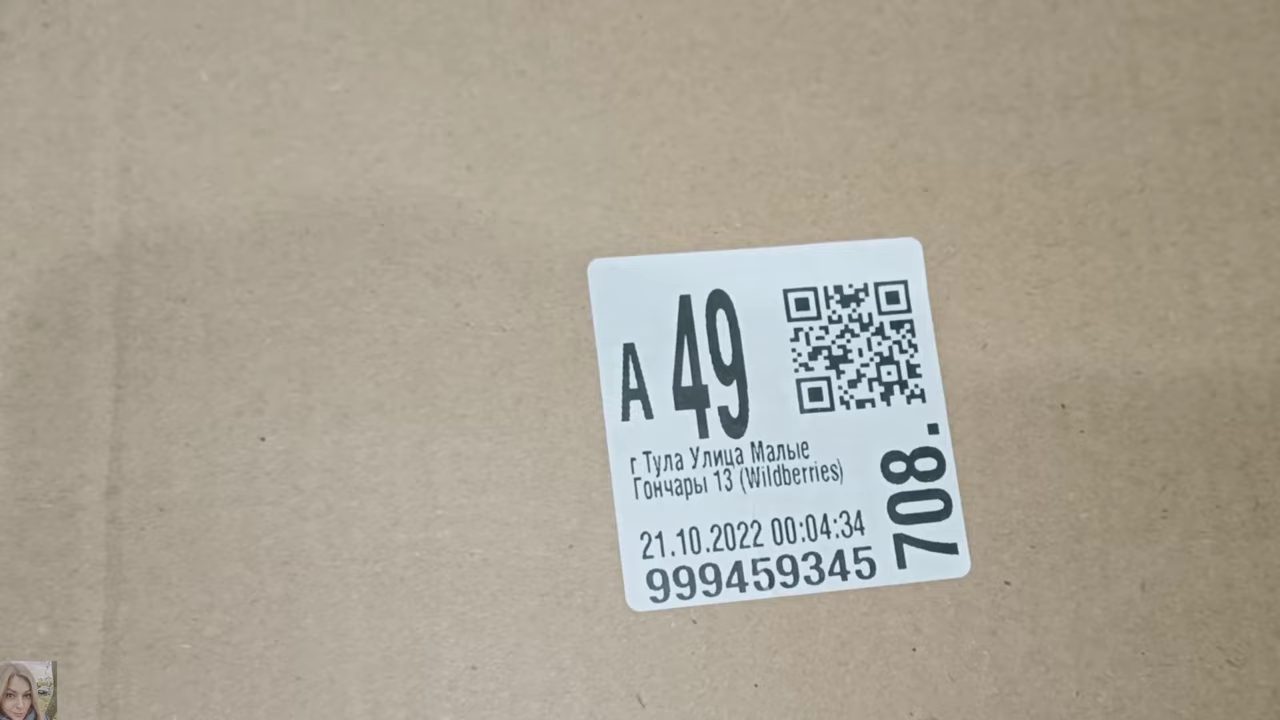 А 49
г Тула Улица Малые
Гончары 13 (Wildberries)
21.10.2022 00:04:34
999459345
708.